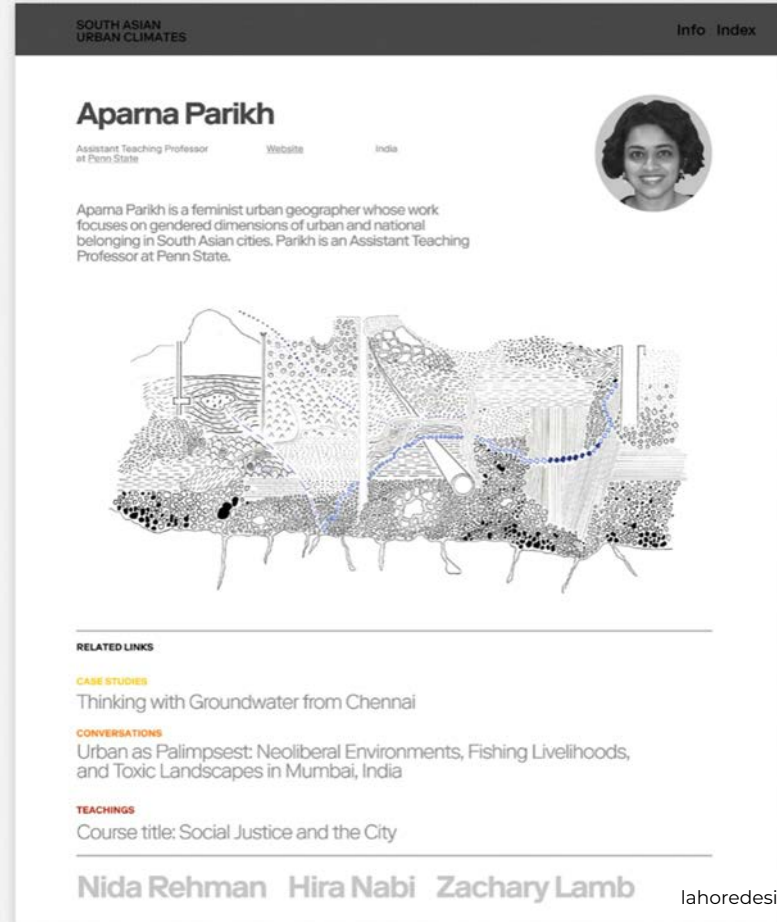 SOUTH ASIAN
URBAN CLIMATES
Info Index
Aparna Parikh
Assistant Teaching Professor
at Penn State
Website
India
Aparna Parikh is a feminist urban geographer whose work
focuses on gendered dimensions of urban and national
belonging in South Asian cities. Parikh is an Assistant Teaching
Professor at Penn State.
RELATED LINKS
CASE STUDIES
Thinking with Groundwater from Chennai
CONVERSATIONS
Urban as Palimpsest: Neoliberal Environments, Fishing Livelihoods,
and Toxic Landscapes in Mumbai, India
TEACHINGS
Course title: Social Justice and the City
Nida Rehman Hira Nabi Zachary Lamb
lahoredesi